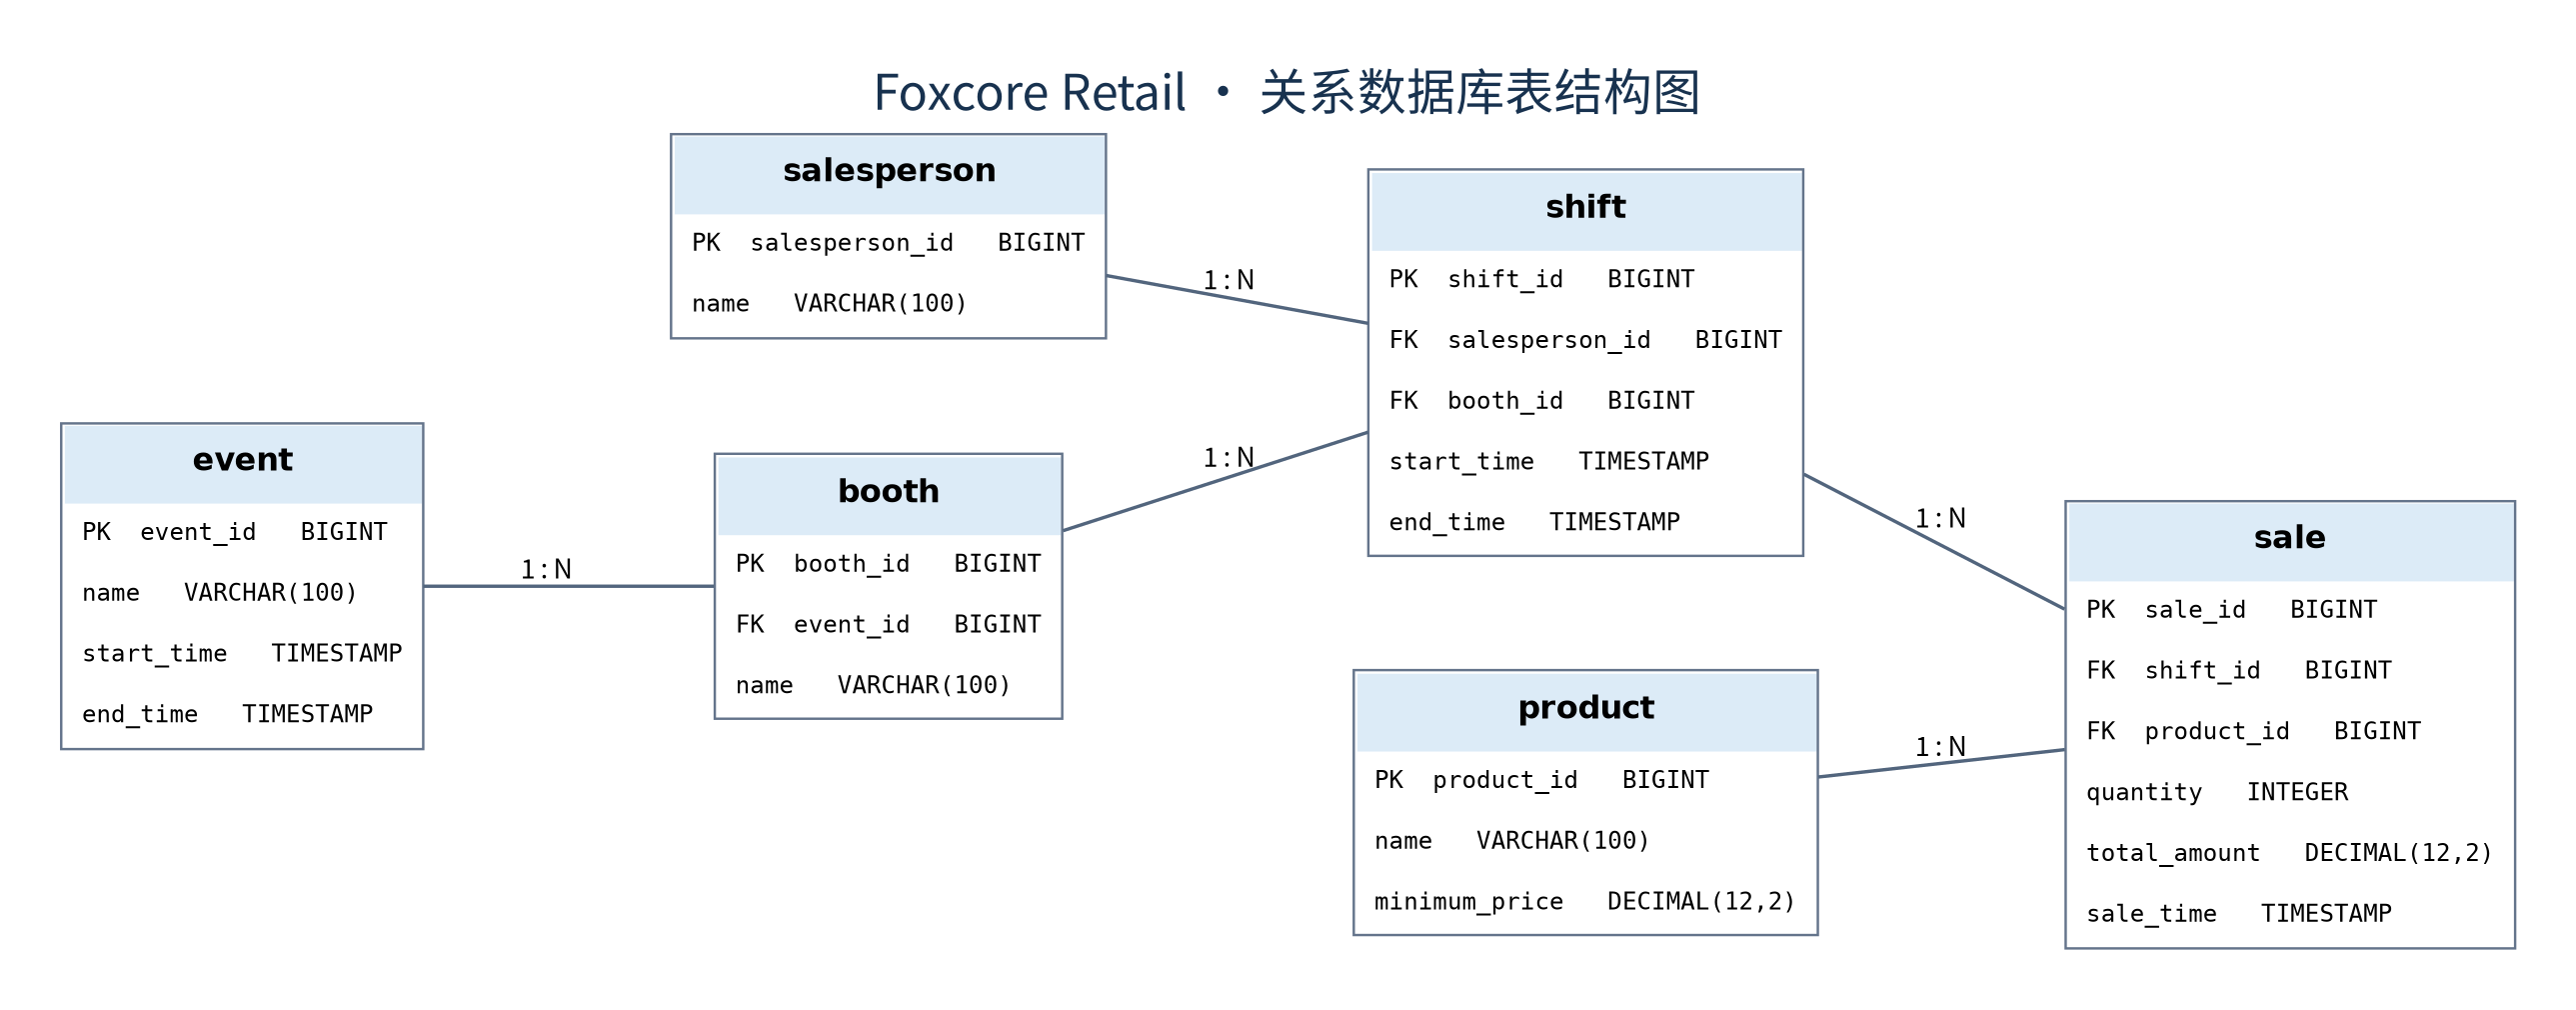 Foxcore Retail · 关系数据库表结构图
salesperson
PK salesperson_id BIGINT
name VARCHAR(100)
1:N
shift
PK shift_id BIGINT
FK salesperson_id BIGINT
FK booth_id BIGINT
start_time TIMESTAMP
end_time TIMESTAMP
event
PK event_id BIGINT
name VARCHAR(100)
start_time TIMESTAMP
end_time TIMESTAMP
1:N
booth
PK booth_id BIGINT
FK event_id BIGINT
name VARCHAR(100)
1:N
1:N
product
PK product_id BIGINT
name VARCHAR(100)
minimum_price DECIMAL(12,2)
1:N
sale
PK sale_id BIGINT
FK shift_id BIGINT
FK product_id BIGINT
quantity INTEGER
total_amount DECIMAL(12,2)
sale_time TIMESTAMP